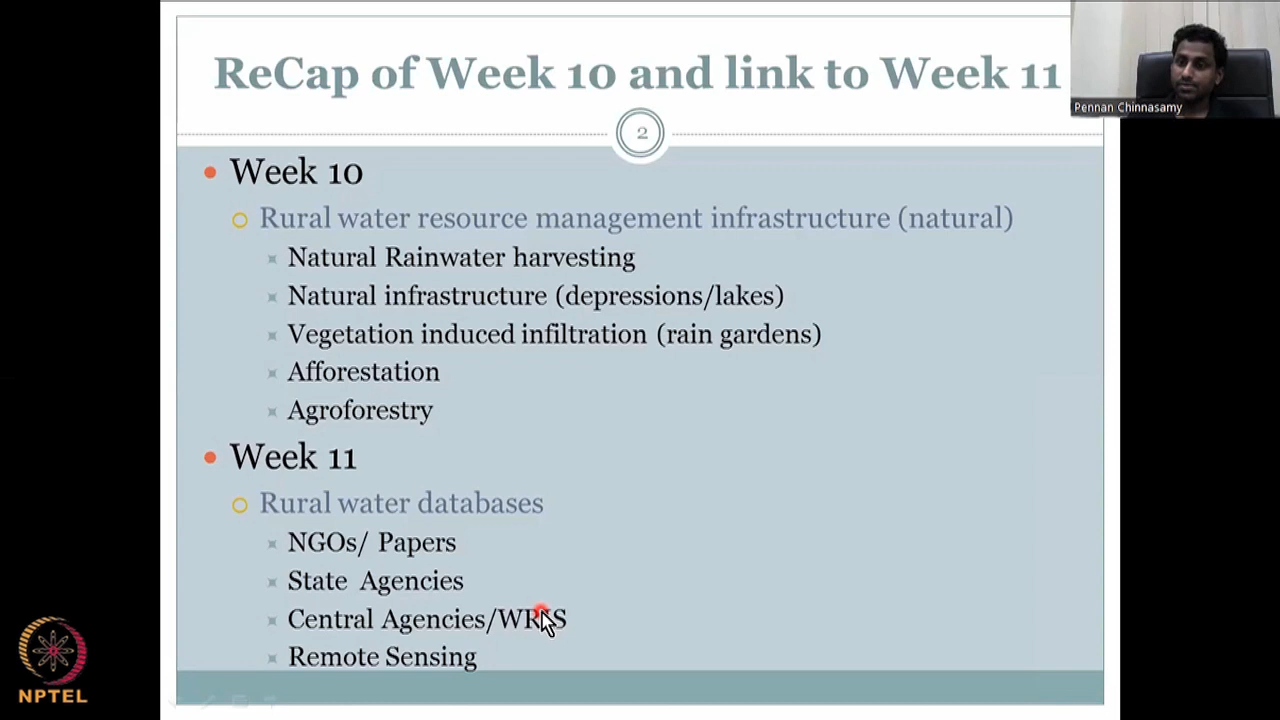 ReCap of Week 10 and link to Week 11
Pennan Chinnasamy
2
Week 10
Rural water resource management infrastructure (natural)
Natural Rainwater harvesting
Natural infrastructure (depressions/lakes)
Vegetation induced infiltration (rain gardens)
Afforestation
Agroforestry
Week 11
Rural water databases
NGOs/ Papers
State Agencies
Central Agencies/WRIS
Remote Sensing
NPTEL